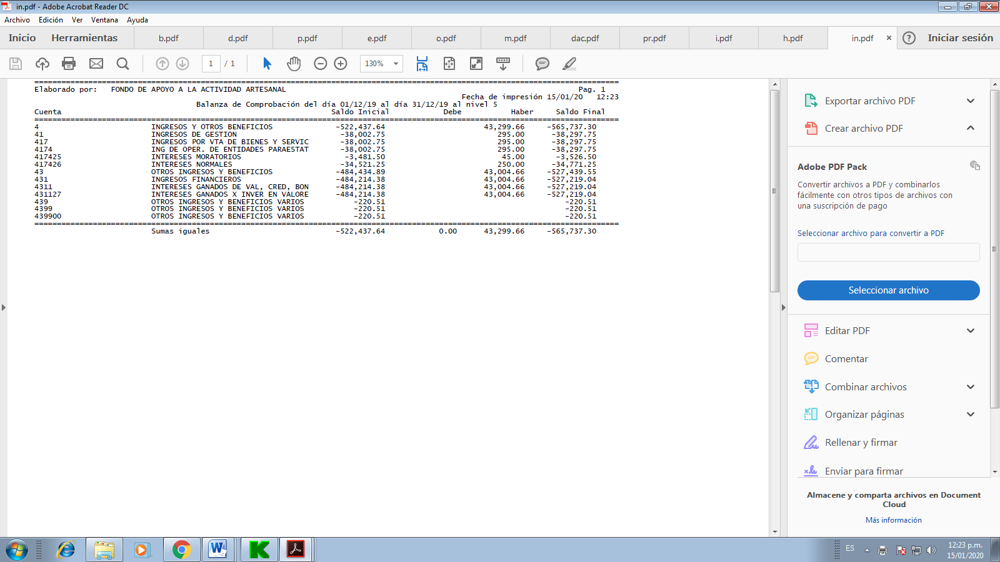 in.pdf - Adobe Acrobat Reader DC
Archivo Edición Ver Ventana Ayuda
Inicio Herramientas b.pdf d.pdf p.pdf e.pdf o.pdf m.pdf dac.pdf pr.pdf i.pdf h.pdf in.pdf × ? Iniciar sesión
1 / 1 130%
Elaborado por: FONDO DE APOYO A LA ACTIVIDAD ARTESANAL Pag. 1
Fecha de impresión 15/01/20 12:23
Balanza de Comprobación del día 01/12/19 al día 31/12/19 al nivel 5
Cuenta Saldo Inicial Debe Haber Saldo Final
4 INGRESOS Y OTROS BENEFICIOS -522,437.64 43,299.66 -565,737.30
41 INGRESOS DE GESTION -38,002.75 295.00 -38,297.75
417 INGRESOS POR VTA DE BIENES Y SERVIC -38,002.75 295.00 -38,297.75
4174 ING DE OPER. DE ENTIDADES PARAESTAT -38,002.75 295.00 -38,297.75
417425 INTERESES MORATORIOS -3,481.50 45.00 -3,526.50
417426 INTERESES NORMALES -34,521.25 250.00 -34,771.25
43 OTROS INGRESOS Y BENEFICIOS -484,434.89 43,004.66 -527,439.55
431 INGRESOS FINANCIEROS -484,214.38 43,004.66 -527,219.04
4311 INTERESES GANADOS DE VAL, CRED, BON -484,214.38 43,004.66 -527,219.04
431127 INTERESES GANADOS X INVER EN VALORE -484,214.38 43,004.66 -527,219.04
439 OTROS INGRESOS Y BENEFICIOS VARIOS -220.51 -220.51
4399 OTROS INGRESOS Y BENEFICIOS VARIOS -220.51 -220.51
439900 OTROS INGRESOS Y BENEFICIOS VARIOS -220.51 -220.51
Sumas iguales -522,437.64 0.00 43,299.66 -565,737.30
Exportar archivo PDF
Crear archivo PDF
Adobe PDF Pack
Convertir archivos a PDF y combinarlos
fácilmente con otros tipos de archivos con
una suscripción de pago
Seleccionar archivo para convertir a PDF
Seleccionar archivo
Editar PDF
Comentar
Combinar archivos
Organizar páginas
Rellenar y firmar
Enviar para firmar
Almacene y comparta archivos en Document
Cloud
Más información
ES 12:23 p.m.
15/01/2020